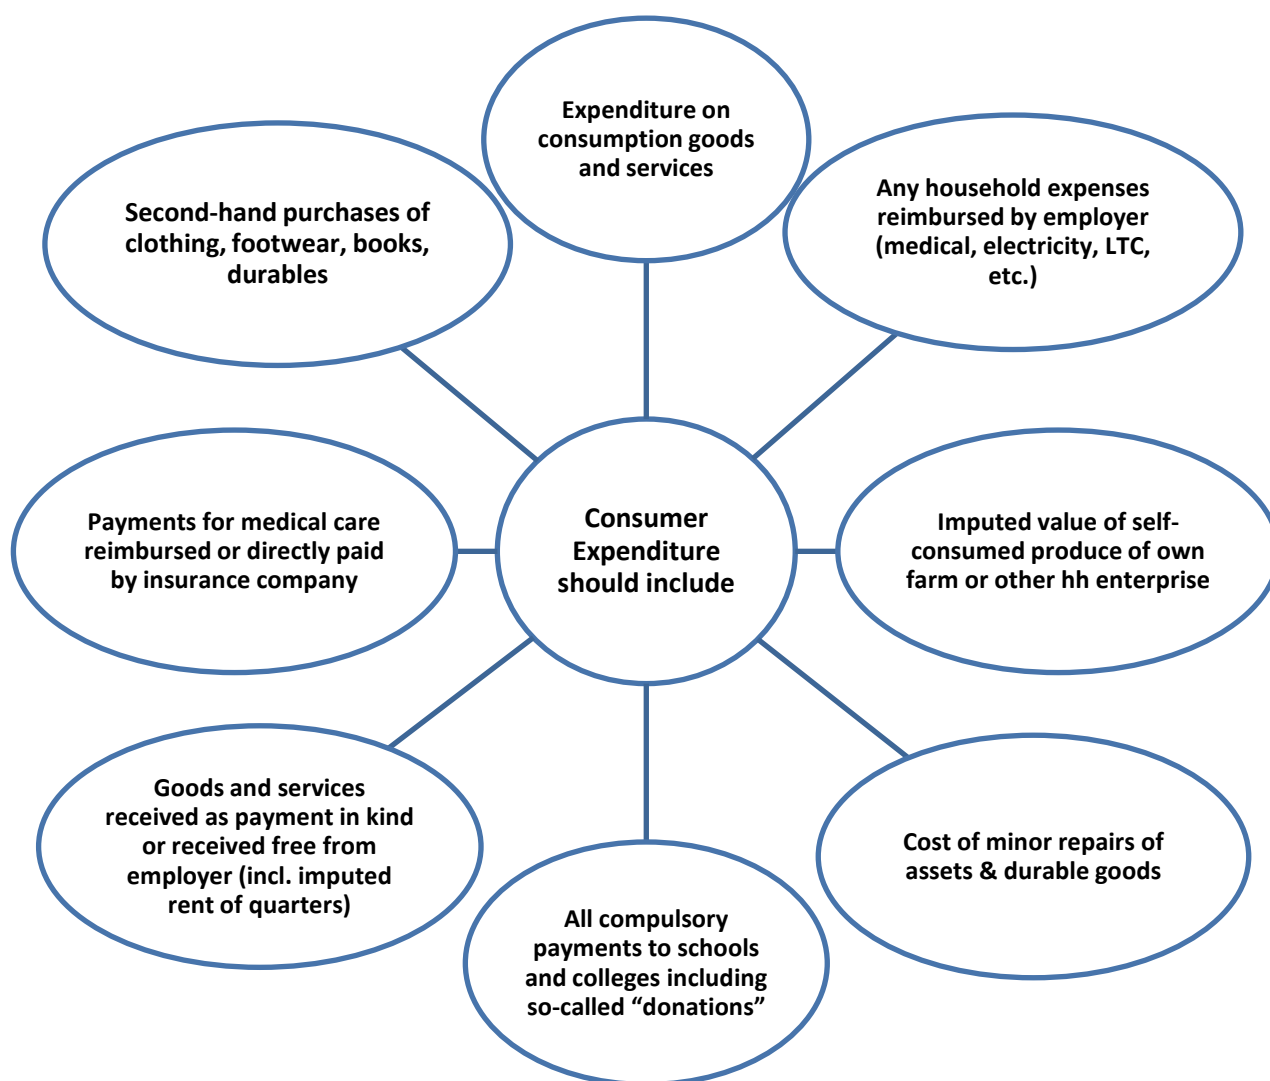 Expenditure on
consumption goods
and services
Any household expenses
reimbursed by employer
(medical, electricity, LTC,
etc.)
Imputed value of self-
consumed produce of own
farm or other hh enterprise
Cost of minor repairs of
assets & durable goods
All compulsory
payments to schools
and colleges including
so-called “donations”
Goods and services
received as payment in kind
or received free from
employer (incl. imputed
rent of quarters)
Payments for medical care
reimbursed or directly paid
by insurance company
Second-hand purchases of
clothing, footwear, books,
durables
Consumer
Expenditure
should include